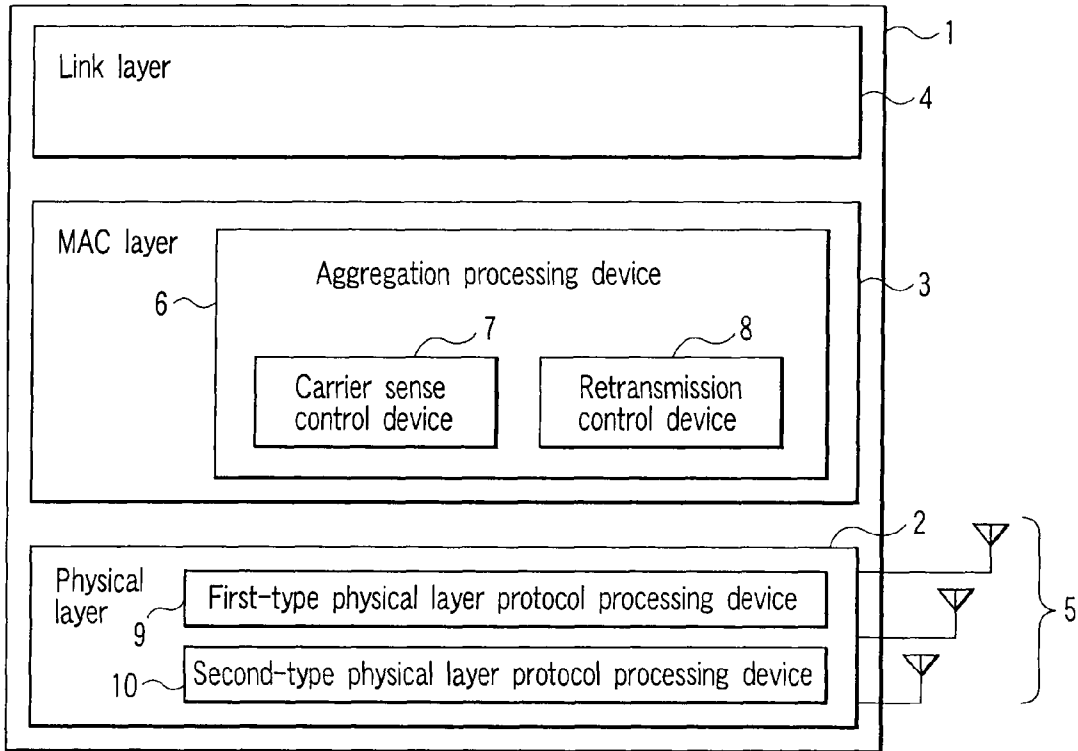 1
Link layer
4
MAC layer
Aggregation processing device
6
3
7
8
Carrier sense
control device
Retransmission
control device
2
Physical
layer
First-type physical layer protocol processing device
9
5
Second-type physical layer protocol processing device
10